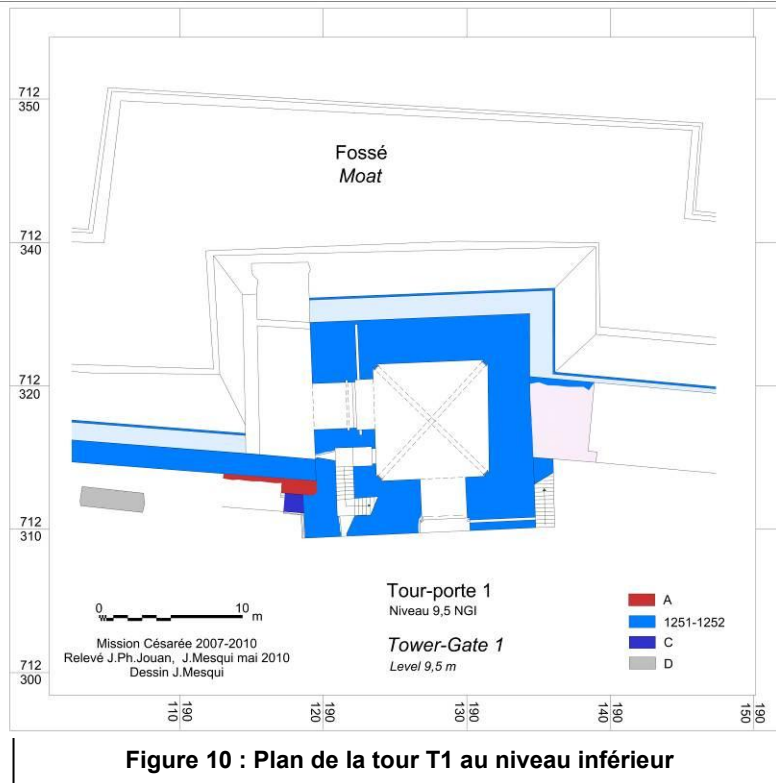 712
350
Fossé
Moat
712
340
712
320
712
310
0 10 m
Mission Césarée 2007-2010
Relevé J.Ph.Jouan, J.Mesqui mai 2010
Dessin J.Mesqui
Tour-porte 1
Niveau 9,5 NGI
Tower-Gate 1
Level 9,5 m
A
1251-1252
C
D
712
300
110 190
120 190
130 190
140 190
150 190
Figure 10 : Plan de la tour T1 au niveau inférieur